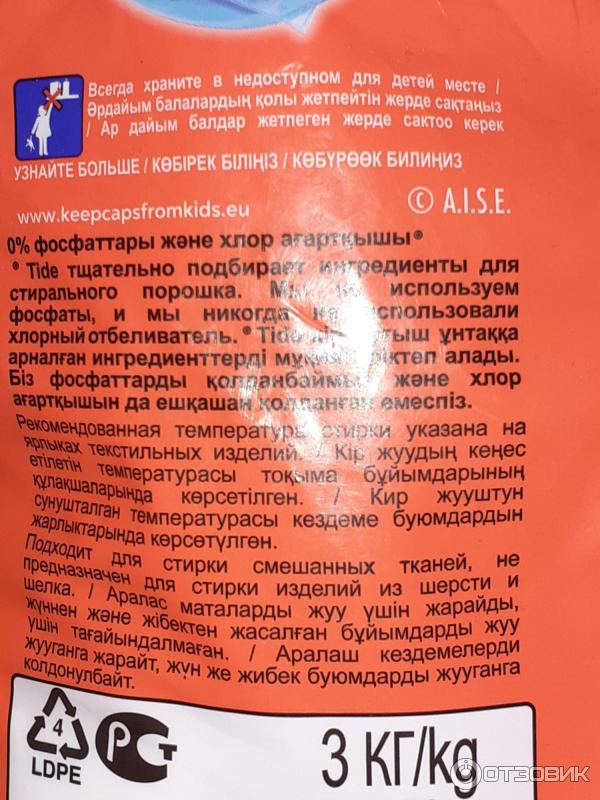 Всегда храните в недоступном для детей месте /
Әрдайым балалардың қолы жетпейтін жерде сақтаңыз
/ Ар дайым балдар жетпеген жерде сактоо керек
УЗНАЙТЕ БОЛЬШЕ / КӨБІРЕК БІЛІҢІЗ / КӨБҮРӨӨК БИЛИҢИЗ
www.keepcapsfromkids.eu
© A.I.S.E.
0% фосфаттары және хлор ағартқышы*
* Tide тщательно подбирает ингредиенты для
стирального порошка. Мы не используем
фосфаты, и мы никогда не использовали
хлорный отбеливатель. * Tide ұнтаққа
арналған ингредиенттерді мұқият іріктеп алады.
Біз фосфаттарды қолданбаймыз және хлор
ағартқышын да ешқашан қолданған емеспіз.
Рекомендованная температура стирки указана на
ярлыках текстильных изделий. / Кір жуудың кеңес
етілетін температурасы тоқыма бұйымдарының
құлақшаларында көрсетілген. / Кир жууштун
сунушталган температурасы кездеме буюмдардын
жарлыктарында көрсөтүлгөн.
Подходит для стирки смешанных тканей, не
предназначен для стирки изделий из шерсти и
шелка. / Аралас маталарды жуу үшін жарайды,
жүннен және жібектен жасалған бұйымдарды жуу
үшін тағайындалмаған. / Аралаш кездемелерди
жууганга жарайт, жүн же жибек буюмдарды жууганга
колдонулбайт.
4
LDPE
РСТ
3 КГ/kg
ОТЗОВИК